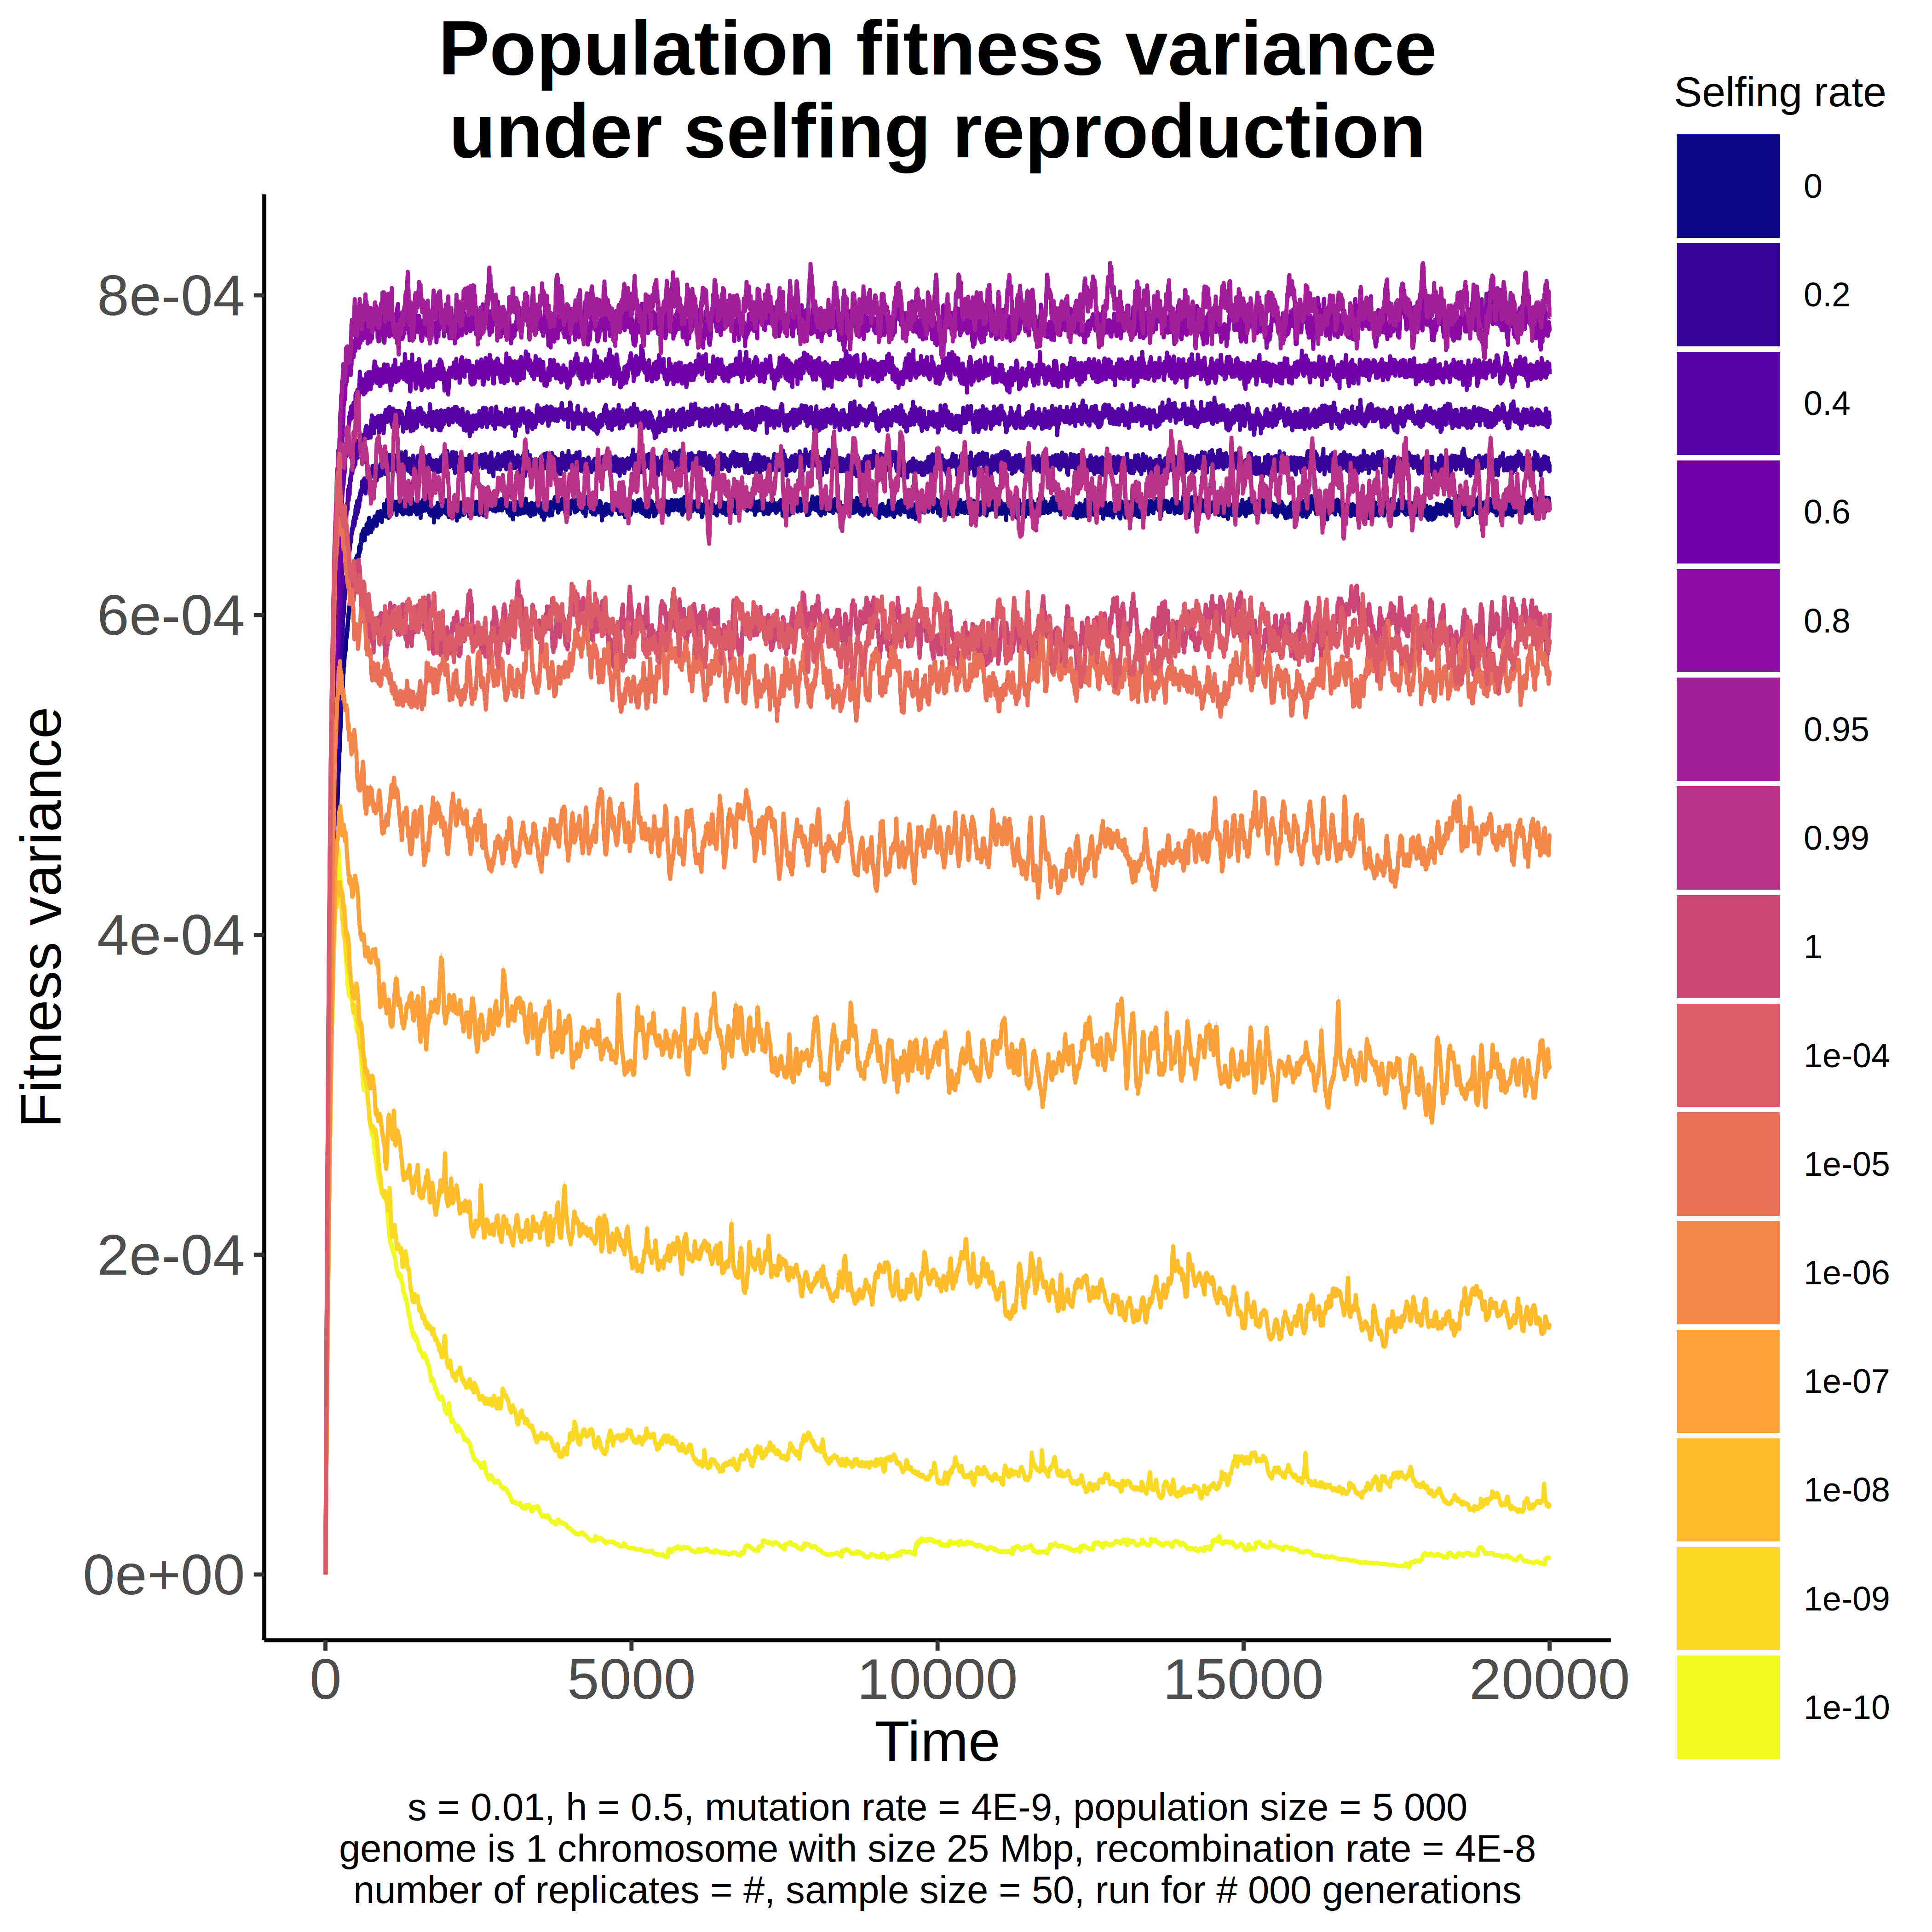 Population fitness variance
under selfing reproduction
Selfing rate
0
0.2
0.4
0.6
0.8
0.95
0.99
1
1e-04
1e-05
1e-06
1e-07
1e-08
1e-09
1e-10
Fitness variance
8e-04
6e-04
4e-04
2e-04
0e+00
0 5000 10000 15000 20000
Time
s = 0.01, h = 0.5, mutation rate = 4E-9, population size = 5 000
genome is 1 chromosome with size 25 Mbp, recombination rate = 4E-8
number of replicates = #, sample size = 50, run for # 000 generations